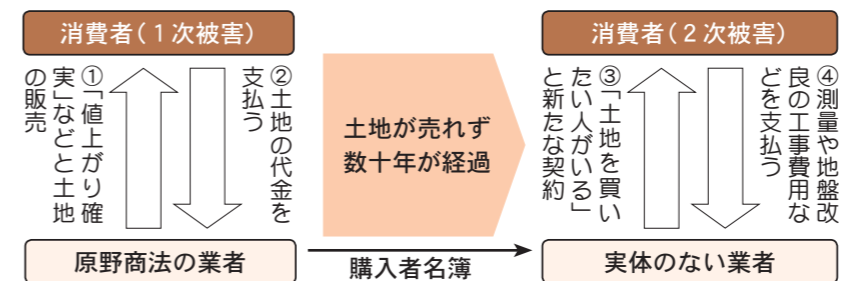 消費者（1次被害）
①「値上がり確
実」などと土地
の販売
②土地の代金を
支払う
原野商法の業者
土地が売れず
数十年が経過
購入者名簿
消費者（2次被害）
③「土地を買い
たい人がいる」
と新たな契約
④測量や地盤改
良の工事費用な
どを支払う
実体のない業者